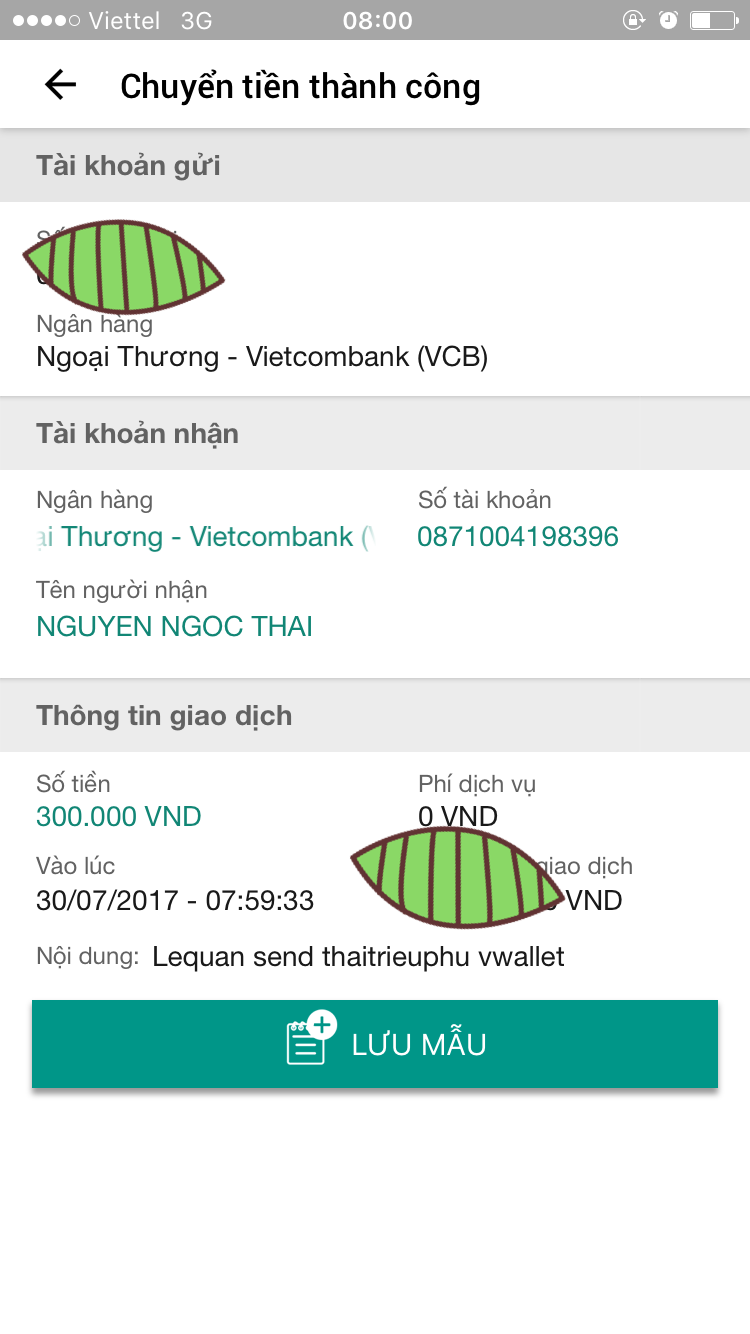 Viettel 3G 08:00
Chuyển tiền thành công
Tài khoản gửi
Ngân hàng
Ngoại Thương - Vietcombank (VCB)
Tài khoản nhận
Ngân hàng Số tài khoản
ại Thương - Vietcombank ( 0871004198396
Tên người nhận
NGUYEN NGOC THAI
Thông tin giao dịch
Số tiền Phí dịch vụ
300.000 VND 0 VND
Vào lúc giao dịch
30/07/2017 - 07:59:33 VND
Nội dung: Lequan send thaitrieuphu vwallet
LƯU MẪU